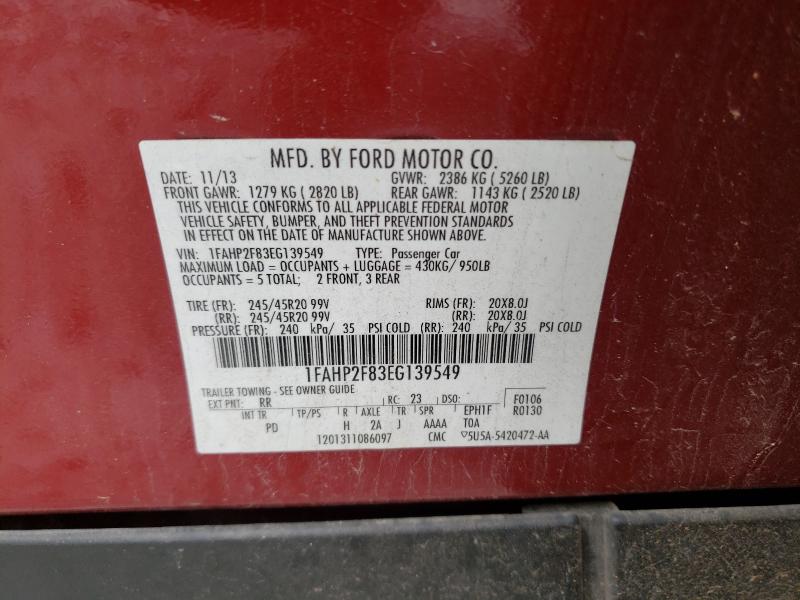 MFD. BY FORD MOTOR CO.
DATE: 11/13 GVWR: 2386 KG ( 5260 LB)
FRONT GAWR: 1279 KG ( 2820 LB) REAR GAWR: 1143 KG ( 2520 LB)
THIS VEHICLE CONFORMS TO ALL APPLICABLE FEDERAL MOTOR
VEHICLE SAFETY, BUMPER, AND THEFT PREVENTION STANDARDS
IN EFFECT ON THE DATE OF MANUFACTURE SHOWN ABOVE.
VIN: 1FAHP2F83EG139549 TYPE: Passenger Car
MAXIMUM LOAD = OCCUPANTS + LUGGAGE = 430KG/ 950LB
OCCUPANTS = 5 TOTAL; 2 FRONT, 3 REAR
TIRE (FR): 245/45R20 99V RIMS (FR): 20X8.0J
(RR): 245/45R20 99V (RR): 20X8.0J
PRESSURE (FR): 240 kPa/ 35 PSI COLD (RR): 240 kPa/ 35 PSI COLD
1FAHP2F83EG139549
TRAILER TOWING - SEE OWNER GUIDE
EXT PNT: RR RC: 23 DSO: F0106
INT TR TP/PS R AXLE TR SPR EPH1F R0130
PD H 2A J AAAA TOA
1201311086097 CMC 5U5A-5420472-AA